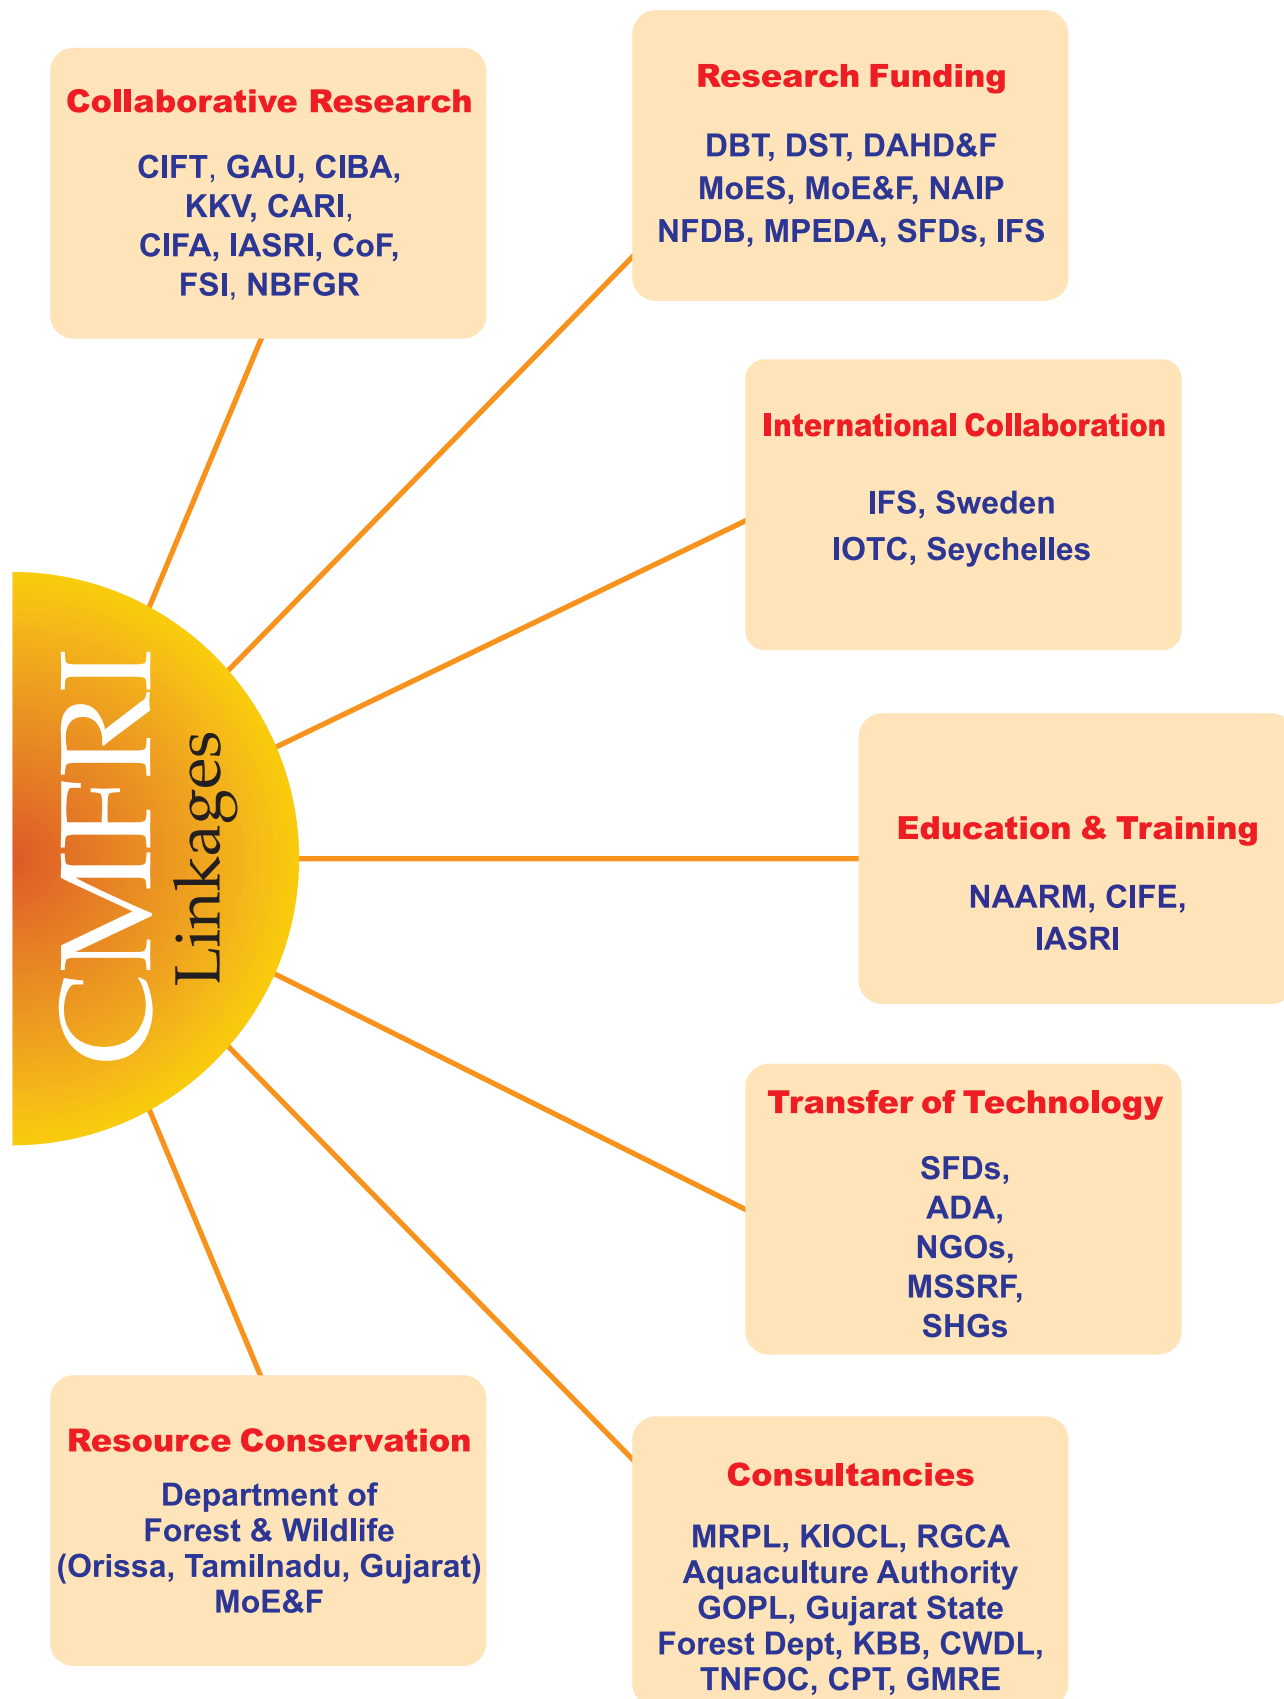 Collaborative Research
CIFT, GAU, CIBA,
KKV, CARI,
CIFA, IASRI, CoF,
FSI, NBFGR
Research Funding
DBT, DST, DAHD&F
MoES, MoE&F, NAIP
NFDB, MPEDA, SFDs, IFS
International Collaboration
IFS, Sweden
IOTC, Seychelles
CMFRI
Linkages
Education & Training
NAARM, CIFE,
IASRI
Transfer of Technology
SFDs,
ADA,
NGOs,
MSSRF,
SHGs
Resource Conservation
Department of
Forest & Wildlife
(Orissa, Tamilnadu, Gujarat)
MoE&F
Consultancies
MRPL, KIOCL, RGCA
Aquaculture Authority
GOPL, Gujarat State
Forest Dept, KBB, CWDL,
TNFOC, CPT, GMRE